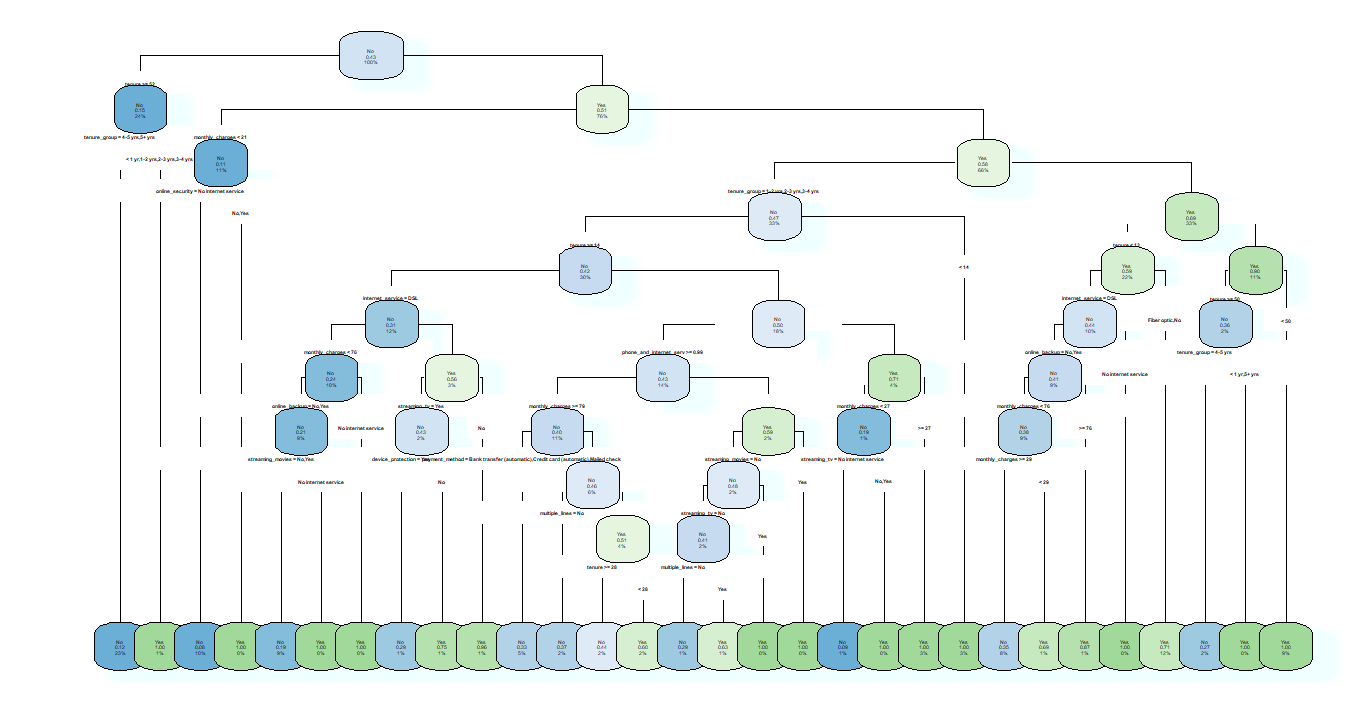 No
0.43
100%
tenure >= 52
No
0.15
24%
Yes
0.51
76%
tenure_group = 4-5 yrs,5+ yrs
monthly_charges < 21
< 1 yr,1-2 yrs,2-3 yrs,3-4 yrs
No
0.11
11%
Yes
0.58
66%
online_security = No internet service
tenure_group = 1-2 yrs,2-3 yrs,3-4 yrs
No,Yes
No
0.47
33%
Yes
0.69
33%
tenure >= 14
tenure < 13
< 14
No
0.42
30%
Yes
0.59
22%
Yes
0.90
11%
internet_service = DSL
internet_service = DSL
tenure >= 50
No
0.31
12%
No
0.50
18%
No
0.44
10%
Fiber optic,No
No
0.36
2%
< 50
monthly_charges < 76
phone_and_internet_serv >= 0.99
online_backup = No,Yes
tenure_group = 4-5 yrs
No
0.24
10%
Yes
0.56
3%
No
0.43
14%
Yes
0.71
4%
No
0.41
9%
No internet service
< 1 yr,5+ yrs
online_backup = No,Yes
streaming_tv = Yes
monthly_charges >= 79
monthly_charges < 27
monthly_charges < 76
No
0.21
9%
No internet service
No
0.43
2%
No
No
0.40
11%
Yes
0.59
2%
No
0.19
1%
>= 27
No
0.38
9%
>= 76
streaming_movies = No,Yes
device_protection = Yes
payment_method = Bank transfer (automatic),Credit card (automatic),Mailed check
streaming_movies = No
streaming_tv = No internet service
monthly_charges >= 29
No internet service
No
No
0.46
6%
No
0.48
2%
Yes
No,Yes
< 29
multiple_lines = No
streaming_tv = No
Yes
0.51
4%
No
0.41
2%
Yes
tenure >= 28
multiple_lines = No
< 28
Yes
No Yes No Yes No Yes Yes No Yes Yes No No No Yes No Yes Yes Yes No Yes Yes Yes No Yes Yes Yes Yes No Yes Yes
0.12 1.00 0.08 1.00 0.19 1.00 1.00 0.29 0.75 0.96 0.33 0.37 0.44 0.60 0.29 0.63 1.00 1.00 0.09 1.00 1.00 1.00 0.35 0.69 0.87 1.00 0.71 0.27 1.00 1.00
23% 1% 10% 0% 9% 0% 0% 1% 1% 1% 5% 2% 2% 2% 1% 1% 0% 0% 1% 0% 3% 3% 8% 1% 1% 0% 12% 2% 0% 9%